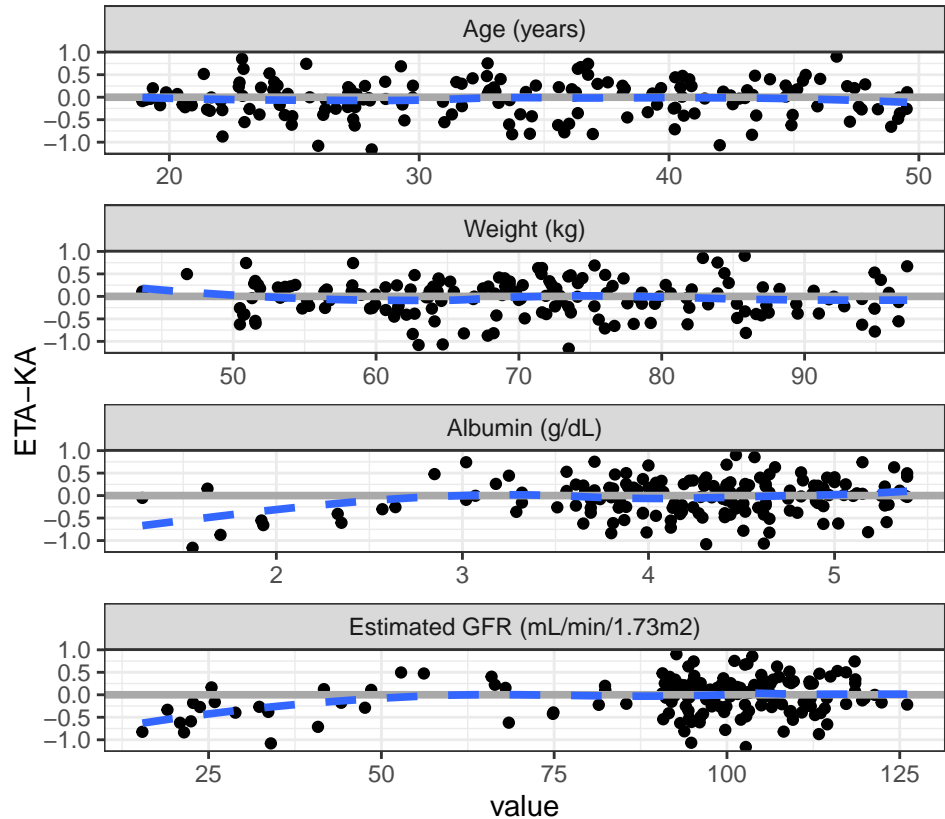 Age (years)
1.0
0.5
0.0
−0.5
−1.0
20 30 40 50
Weight (kg)
1.0
0.5
0.0
−0.5
−1.0
50 60 70 80 90
ETA−KA
Albumin (g/dL)
1.0
0.5
0.0
−0.5
−1.0
2 3 4 5
Estimated GFR (mL/min/1.73m2)
1.0
0.5
0.0
−0.5
−1.0
25 50 75 100 125
value